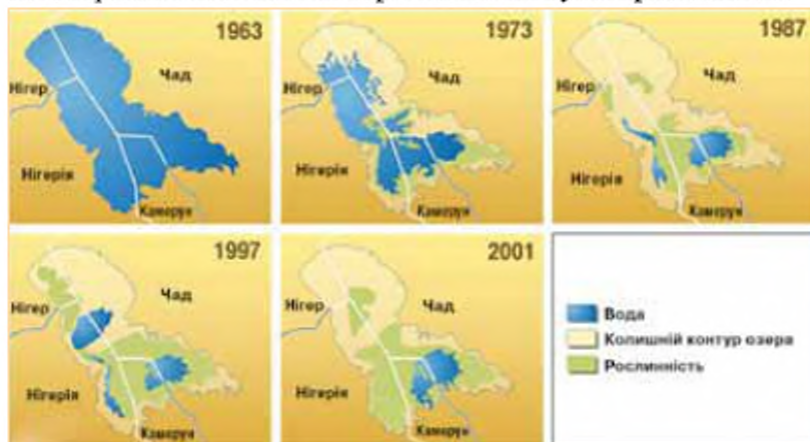 1963
Нігер
Чад
Нігерія
Камерун
1973
Нігер
Чад
Нігерія
Камерун
1987
Нігер
Чад
Нігерія
Камерун
1997
Нігер
Чад
Нігерія
Камерун
2001
Нігер
Чад
Нігерія
Камерун
Вода
Колишній контур озера
Рослинність